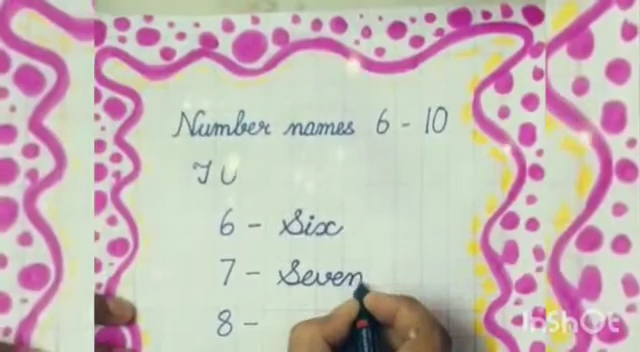 Number names 6 - 10
T U
6 - Six
7 - Seven
8 -
InShot